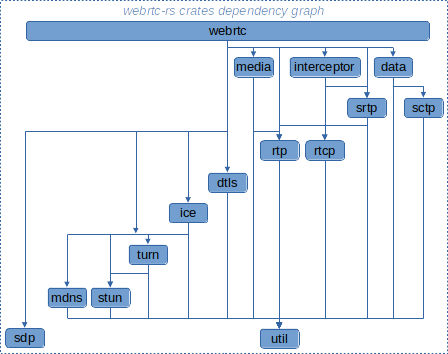 webrtc-rs crates dependency graph
webrtc
media
interceptor
data
srtp
sctp
rtp
rtcp
dtls
ice
turn
mdns
stun
sdp
util